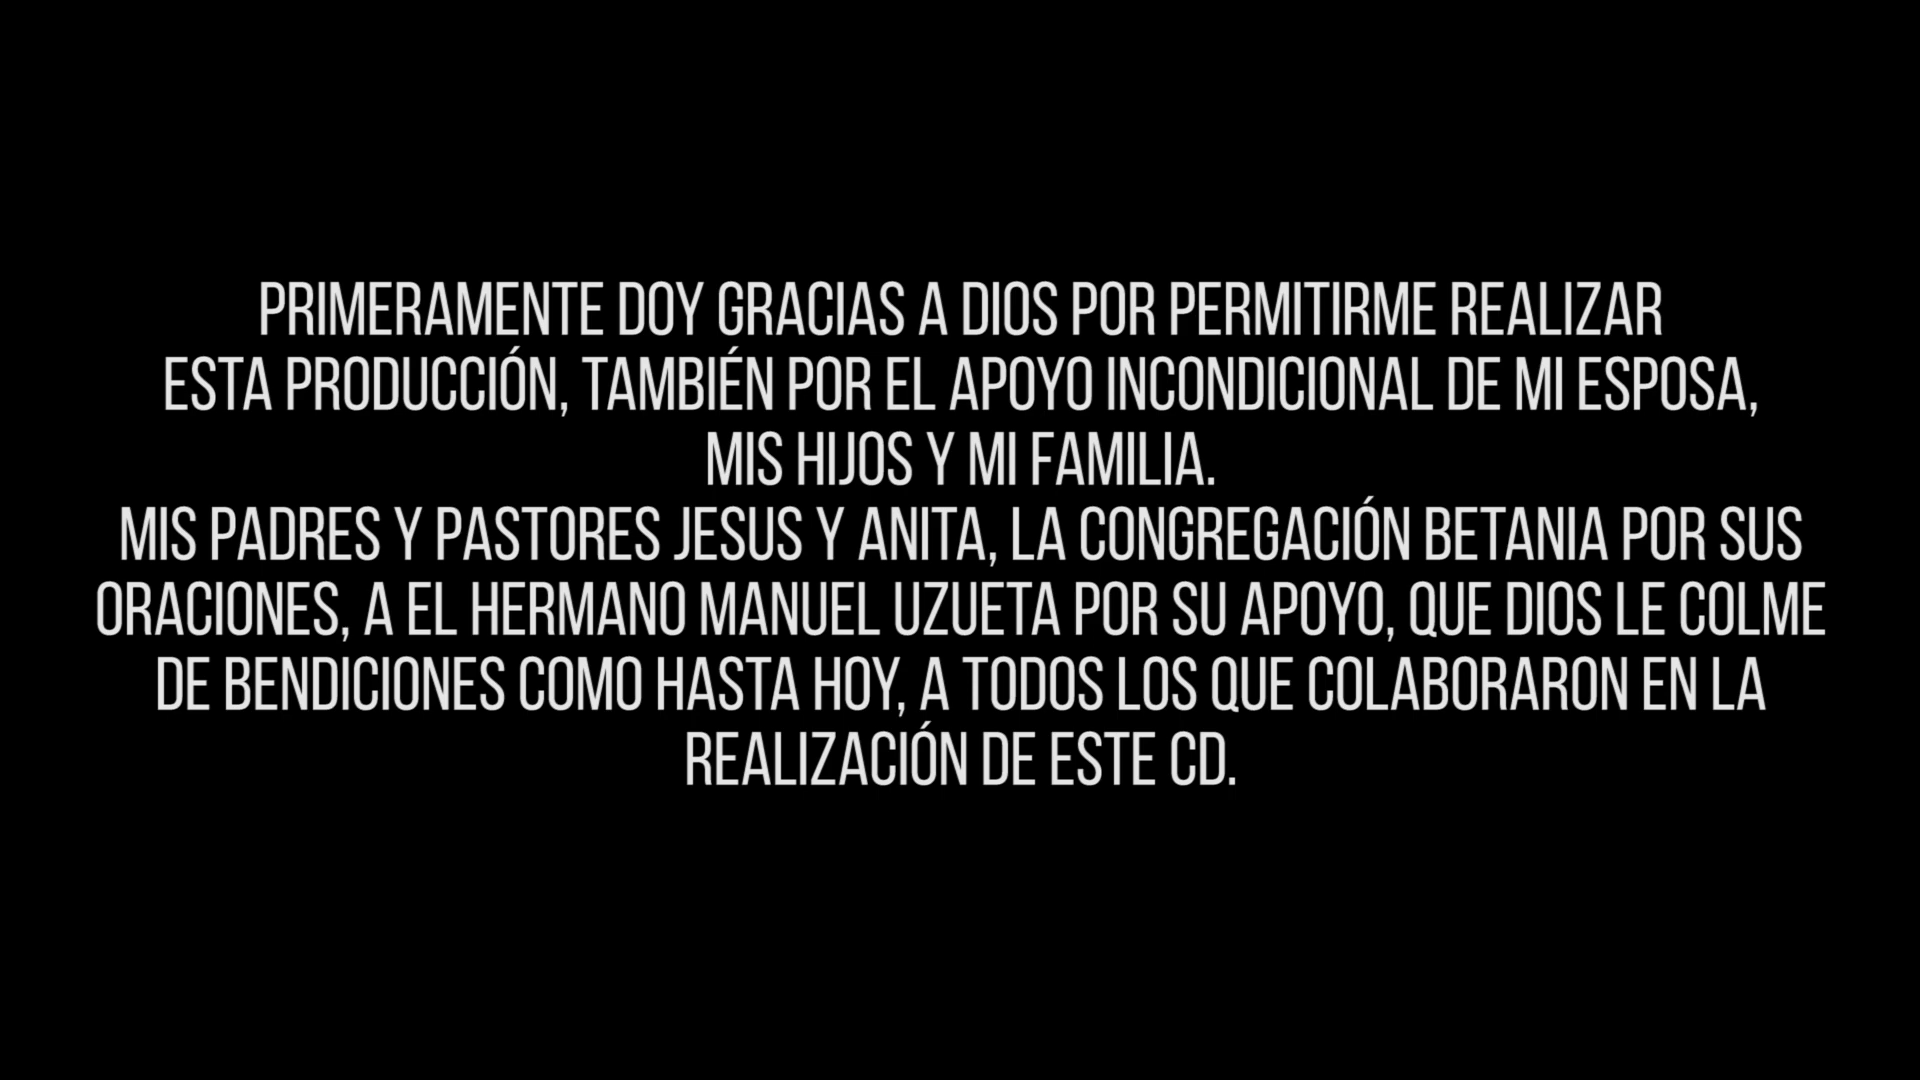 PRIMERAMENTE DOY GRACIAS A DIOS POR PERMITIRME REALIZAR
ESTA PRODUCCIÓN, TAMBIÉN POR EL APOYO INCONDICIONAL DE MI ESPOSA,
MIS HIJOS Y MI FAMILIA.
MIS PADRES Y PASTORES JESUS Y ANITA, LA CONGREGACIÓN BETANIA POR SUS
ORACIONES, A EL HERMANO MANUEL UZUETA POR SU APOYO, QUE DIOS LE COLME
DE BENDICIONES COMO HASTA HOY, A TODOS LOS QUE COLABORARON EN LA
REALIZACIÓN DE ESTE CD.